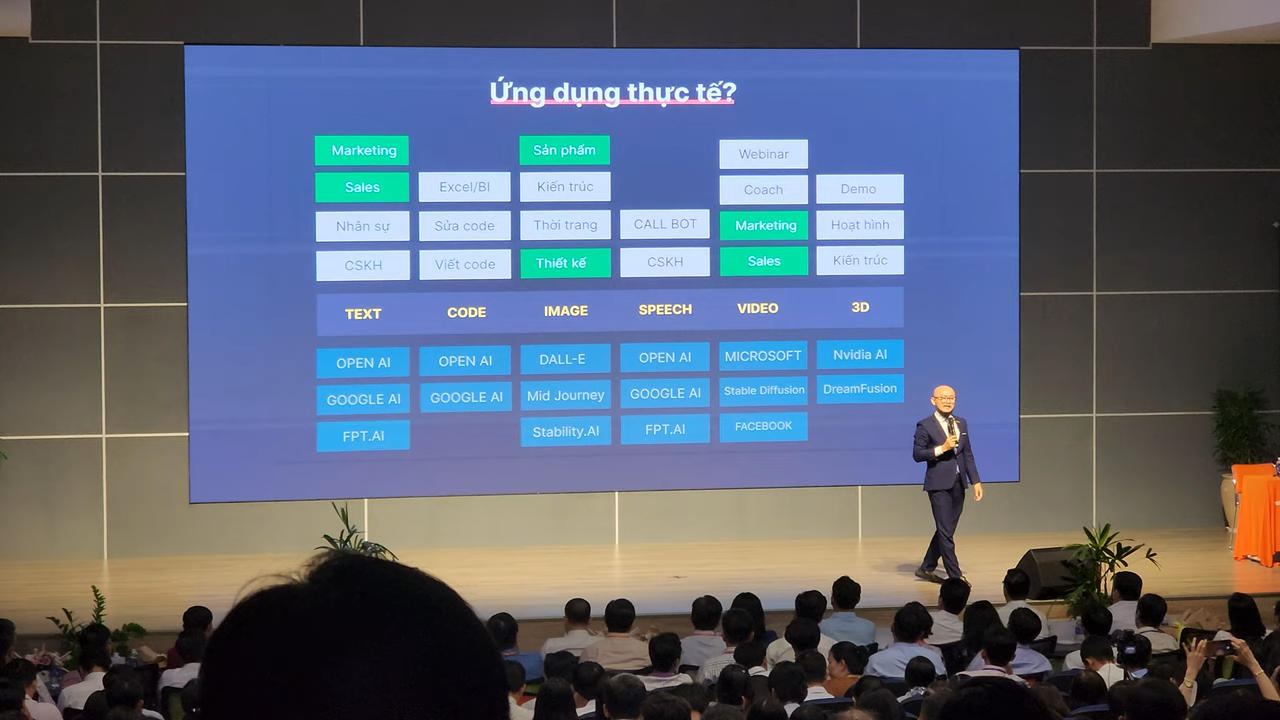 Ứng dụng thực tế?
Marketing Sản phẩm Webinar
Sales Excel/BI Kiến trúc Coach Demo
Nhân sự Sửa code Thời trang CALL BOT Marketing Hoạt hình
CSKH Viết code Thiết kế CSKH Sales Kiến trúc
TEXT CODE IMAGE SPEECH VIDEO 3D
OPEN AI OPEN AI DALL-E OPEN AI MICROSOFT Nvidia AI
GOOGLE AI GOOGLE AI Mid Journey GOOGLE AI Stable Diffusion DreamFusion
FPT.AI Stability.AI FPT.AI FACEBOOK